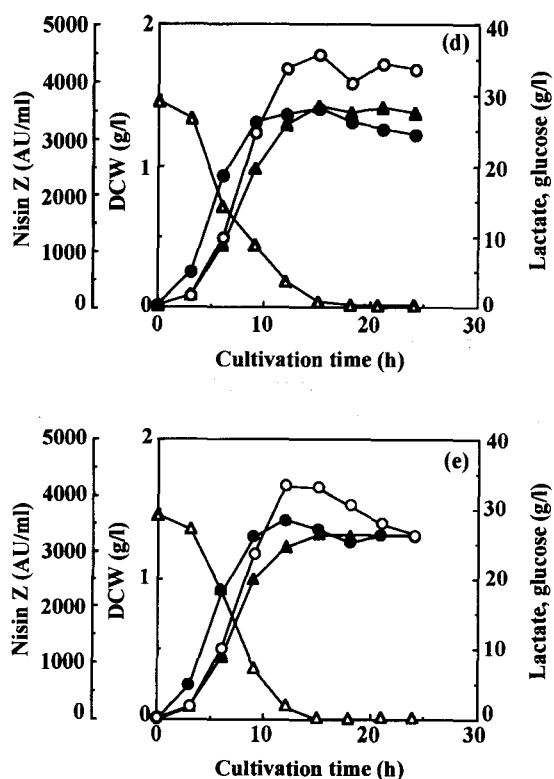 (d)
5000
4000
3000
2000
1000
0
Nisin Z (AU/ml)
2
1
0
DCW (g/l)
40
30
20
10
0
Lactate, glucose (g/l)
0 10 20 30
Cultivation time (h)
(e)
5000
4000
3000
2000
1000
0
Nisin Z (AU/ml)
2
1
0
DCW (g/l)
40
30
20
10
0
Lactate, glucose (g/l)
0 10 20 30
Cultivation time (h)